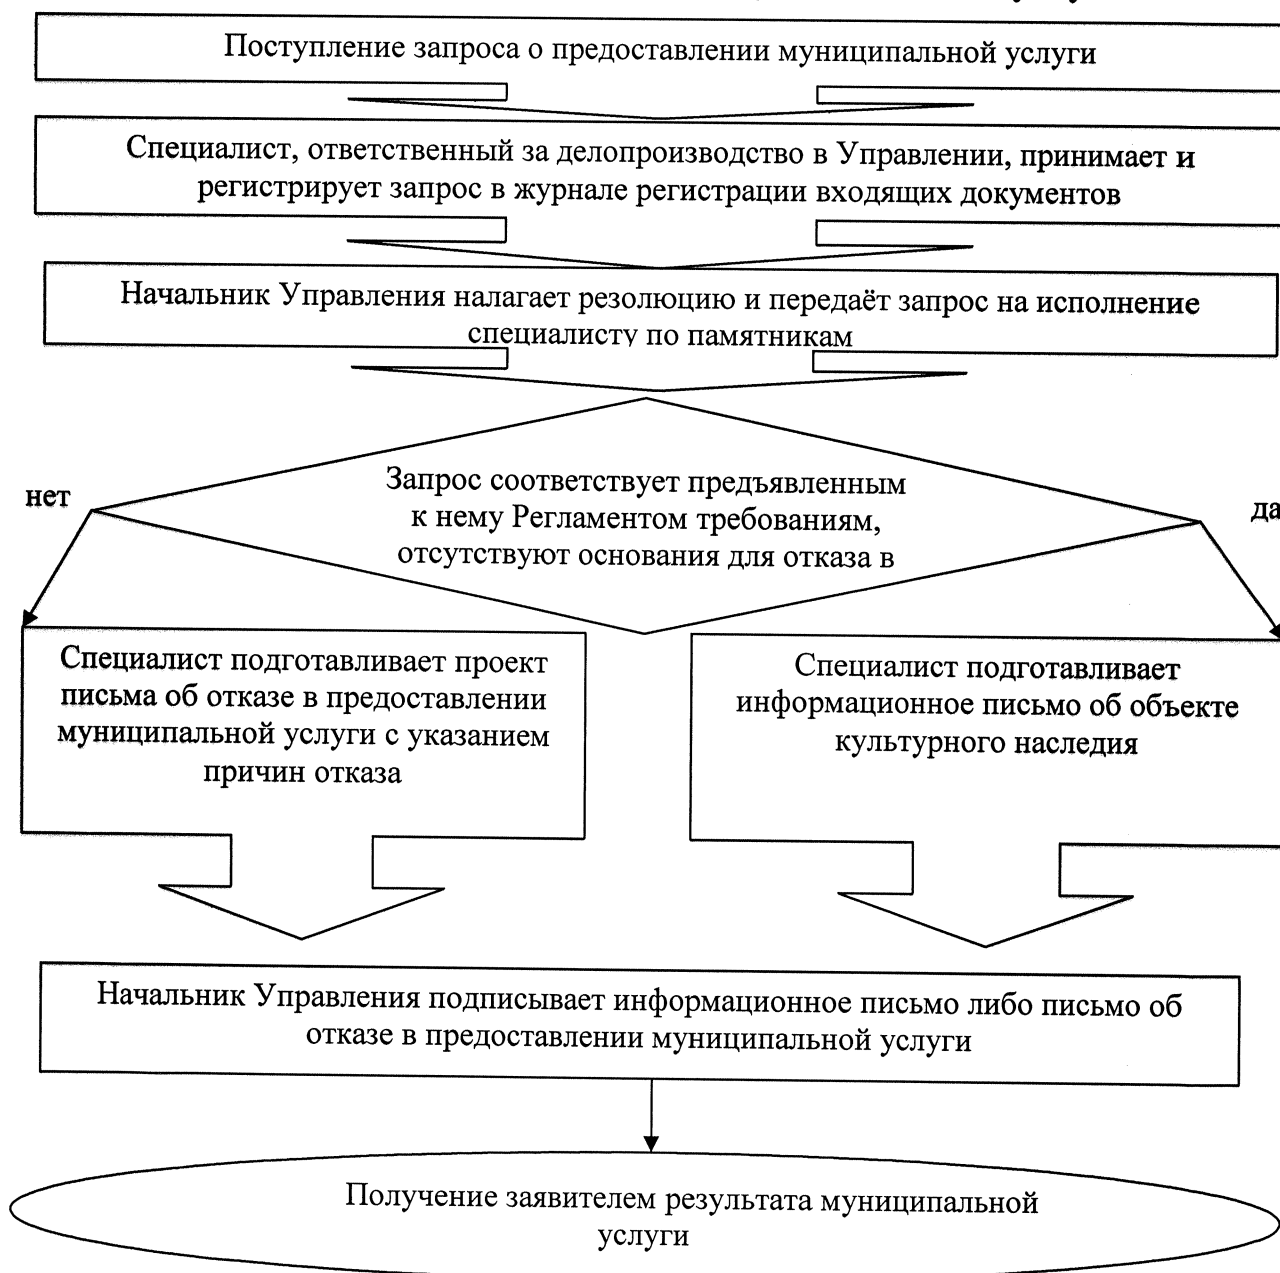 Поступление запроса о предоставлении муниципальной услуги
Специалист, ответственный за делопроизводство в Управлении, принимает и
регистрирует запрос в журнале регистрации входящих документов
Начальник Управления налагает резолюцию и передаёт запрос на исполнение
специалисту по памятникам
Запрос соответствует предъявленным
к нему Регламентом требованиям,
отсутствуют основания для отказа в
нет
да
Специалист подготавливает проект
письма об отказе в предоставлении
муниципальной услуги с указанием
причин отказа
Специалист подготавливает
информационное письмо об объекте
культурного наследия
Начальник Управления подписывает информационное письмо либо письмо об
отказе в предоставлении муниципальной услуги
Получение заявителем результата муниципальной
услуги